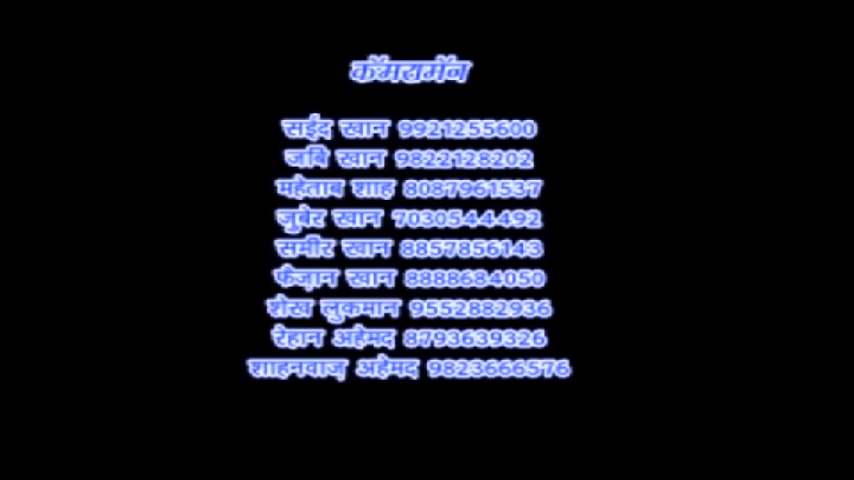 कॅमरामॅन
सईद खान 9921255600
जबि खान 9822128202
महेताब शाह 8087961537
जुबेर खान 7030544492
समीर खान 8857856143
फैज़ान खान 8888684050
शेख लुकमान 9552882936
रेहान अहेमद 8793639326
शाहनवाज़ अहेमद 9823666576